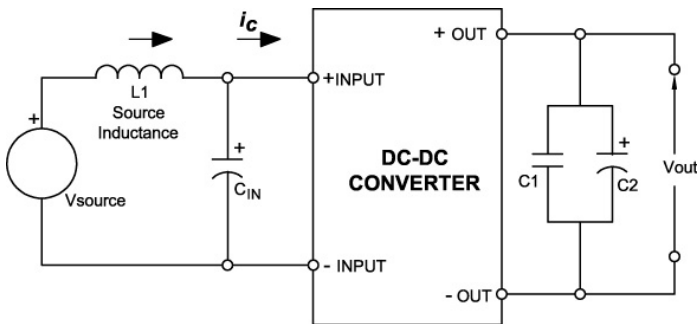 i_c
+ OUT
L1
Source
Inductance
+ INPUT
+
+
C_IN
Vsource
DC-DC
CONVERTER
C1
+
C2
Vout
- INPUT
- OUT